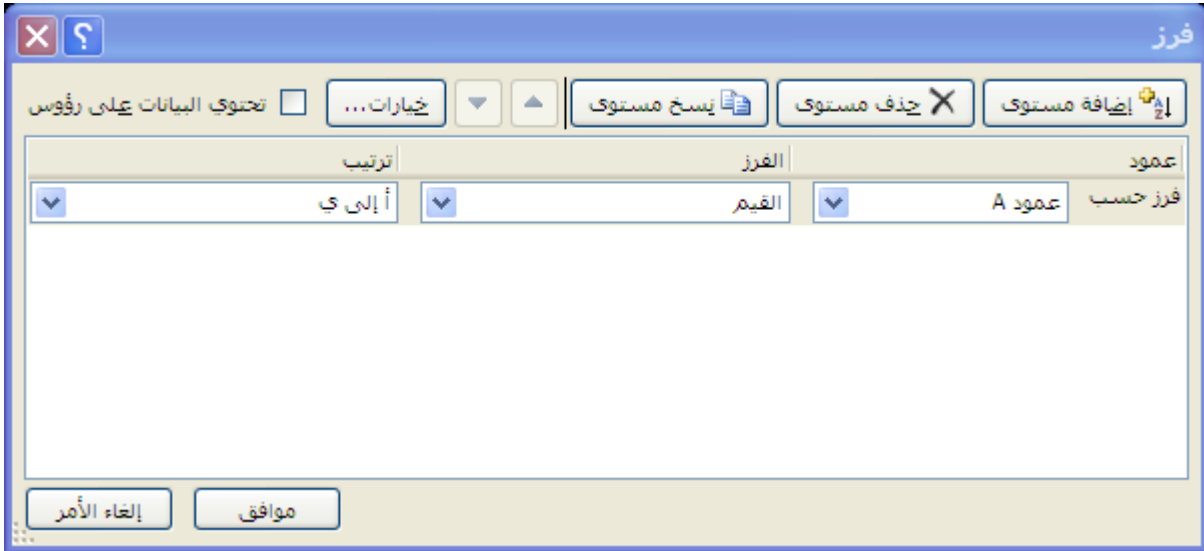 فرز
إضافة مستوى حذف مستوى نسخ مستوى خيارات... تحتوي البيانات على رؤوس
عمود الفرز ترتيب
فرز حسب عمود A القيم أ إلى ي
موافق إلغاء الأمر